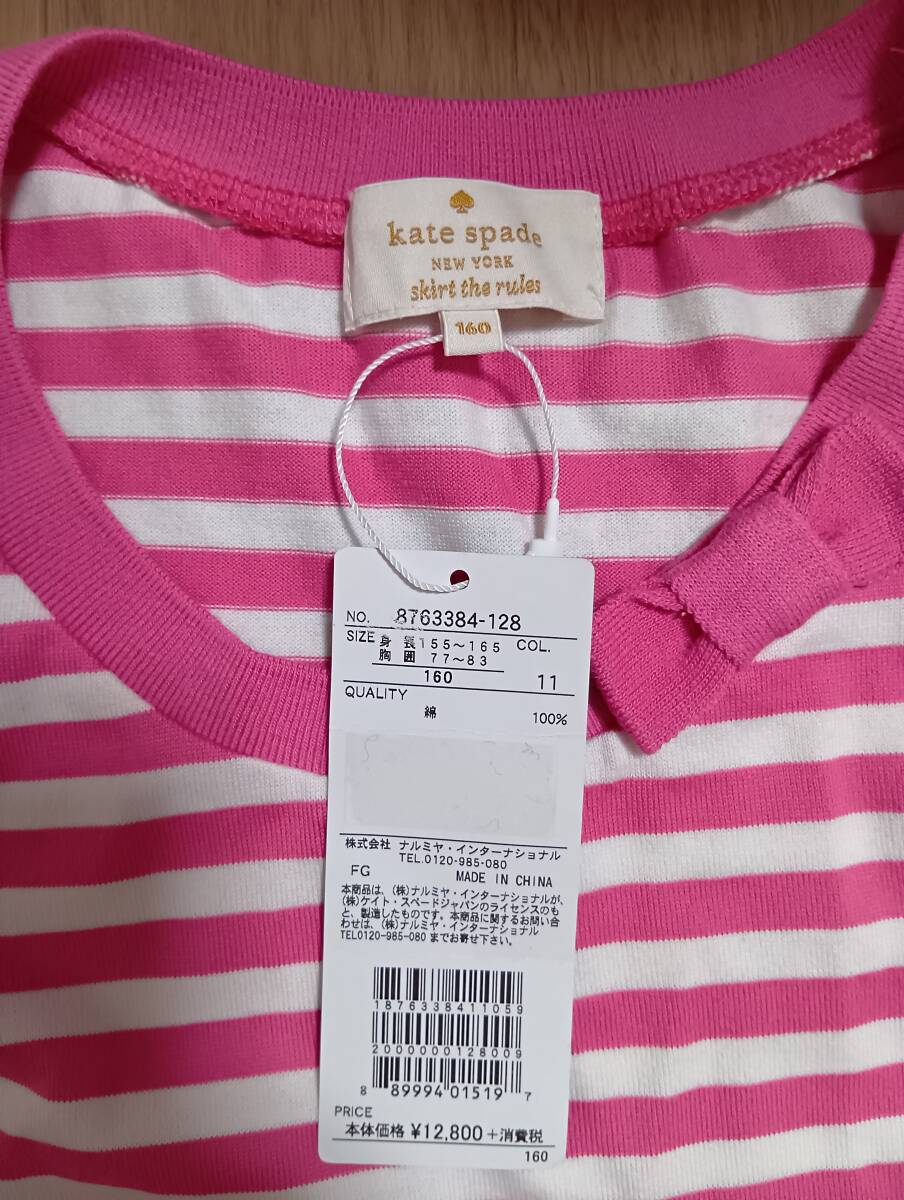 kate spade
NEW YORK
skirt the rules
160
NO. 8763384-128
SIZE 身長155～165 COL.
胸囲 77～83
160 11
QUALITY
綿 100%
株式会社 ナルミヤ・インターナショナル
TEL.0120-985-080
FG MADE IN CHINA
本商品は、(株)ナルミヤ・インターナショナルが、
(株)ケイト・スペードジャパンのライセンスのも
と、製造したものです。本商品に関するお問い合
わせは、(株)ナルミヤ・インターナショナル
TEL0120-985-080 までお寄せ下さい。
1876338411059
2000000128009
8 89994 01519 7
PRICE
本体価格 ¥12,800+消費税
160